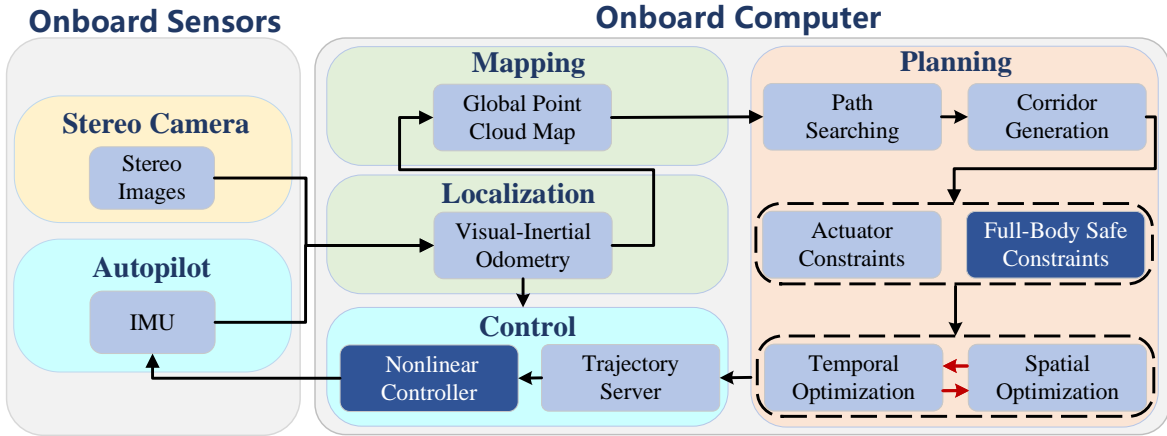 Onboard Sensors
Onboard Computer
Stereo Camera
Stereo
Images
Autopilot
IMU
Mapping
Global Point
Cloud Map
Localization
Visual-Inertial
Odometry
Control
Nonlinear
Controller
Trajectory
Server
Planning
Path
Searching
Corridor
Generation
Actuator
Constraints
Full-Body Safe
Constraints
Temporal
Optimization
Spatial
Optimization